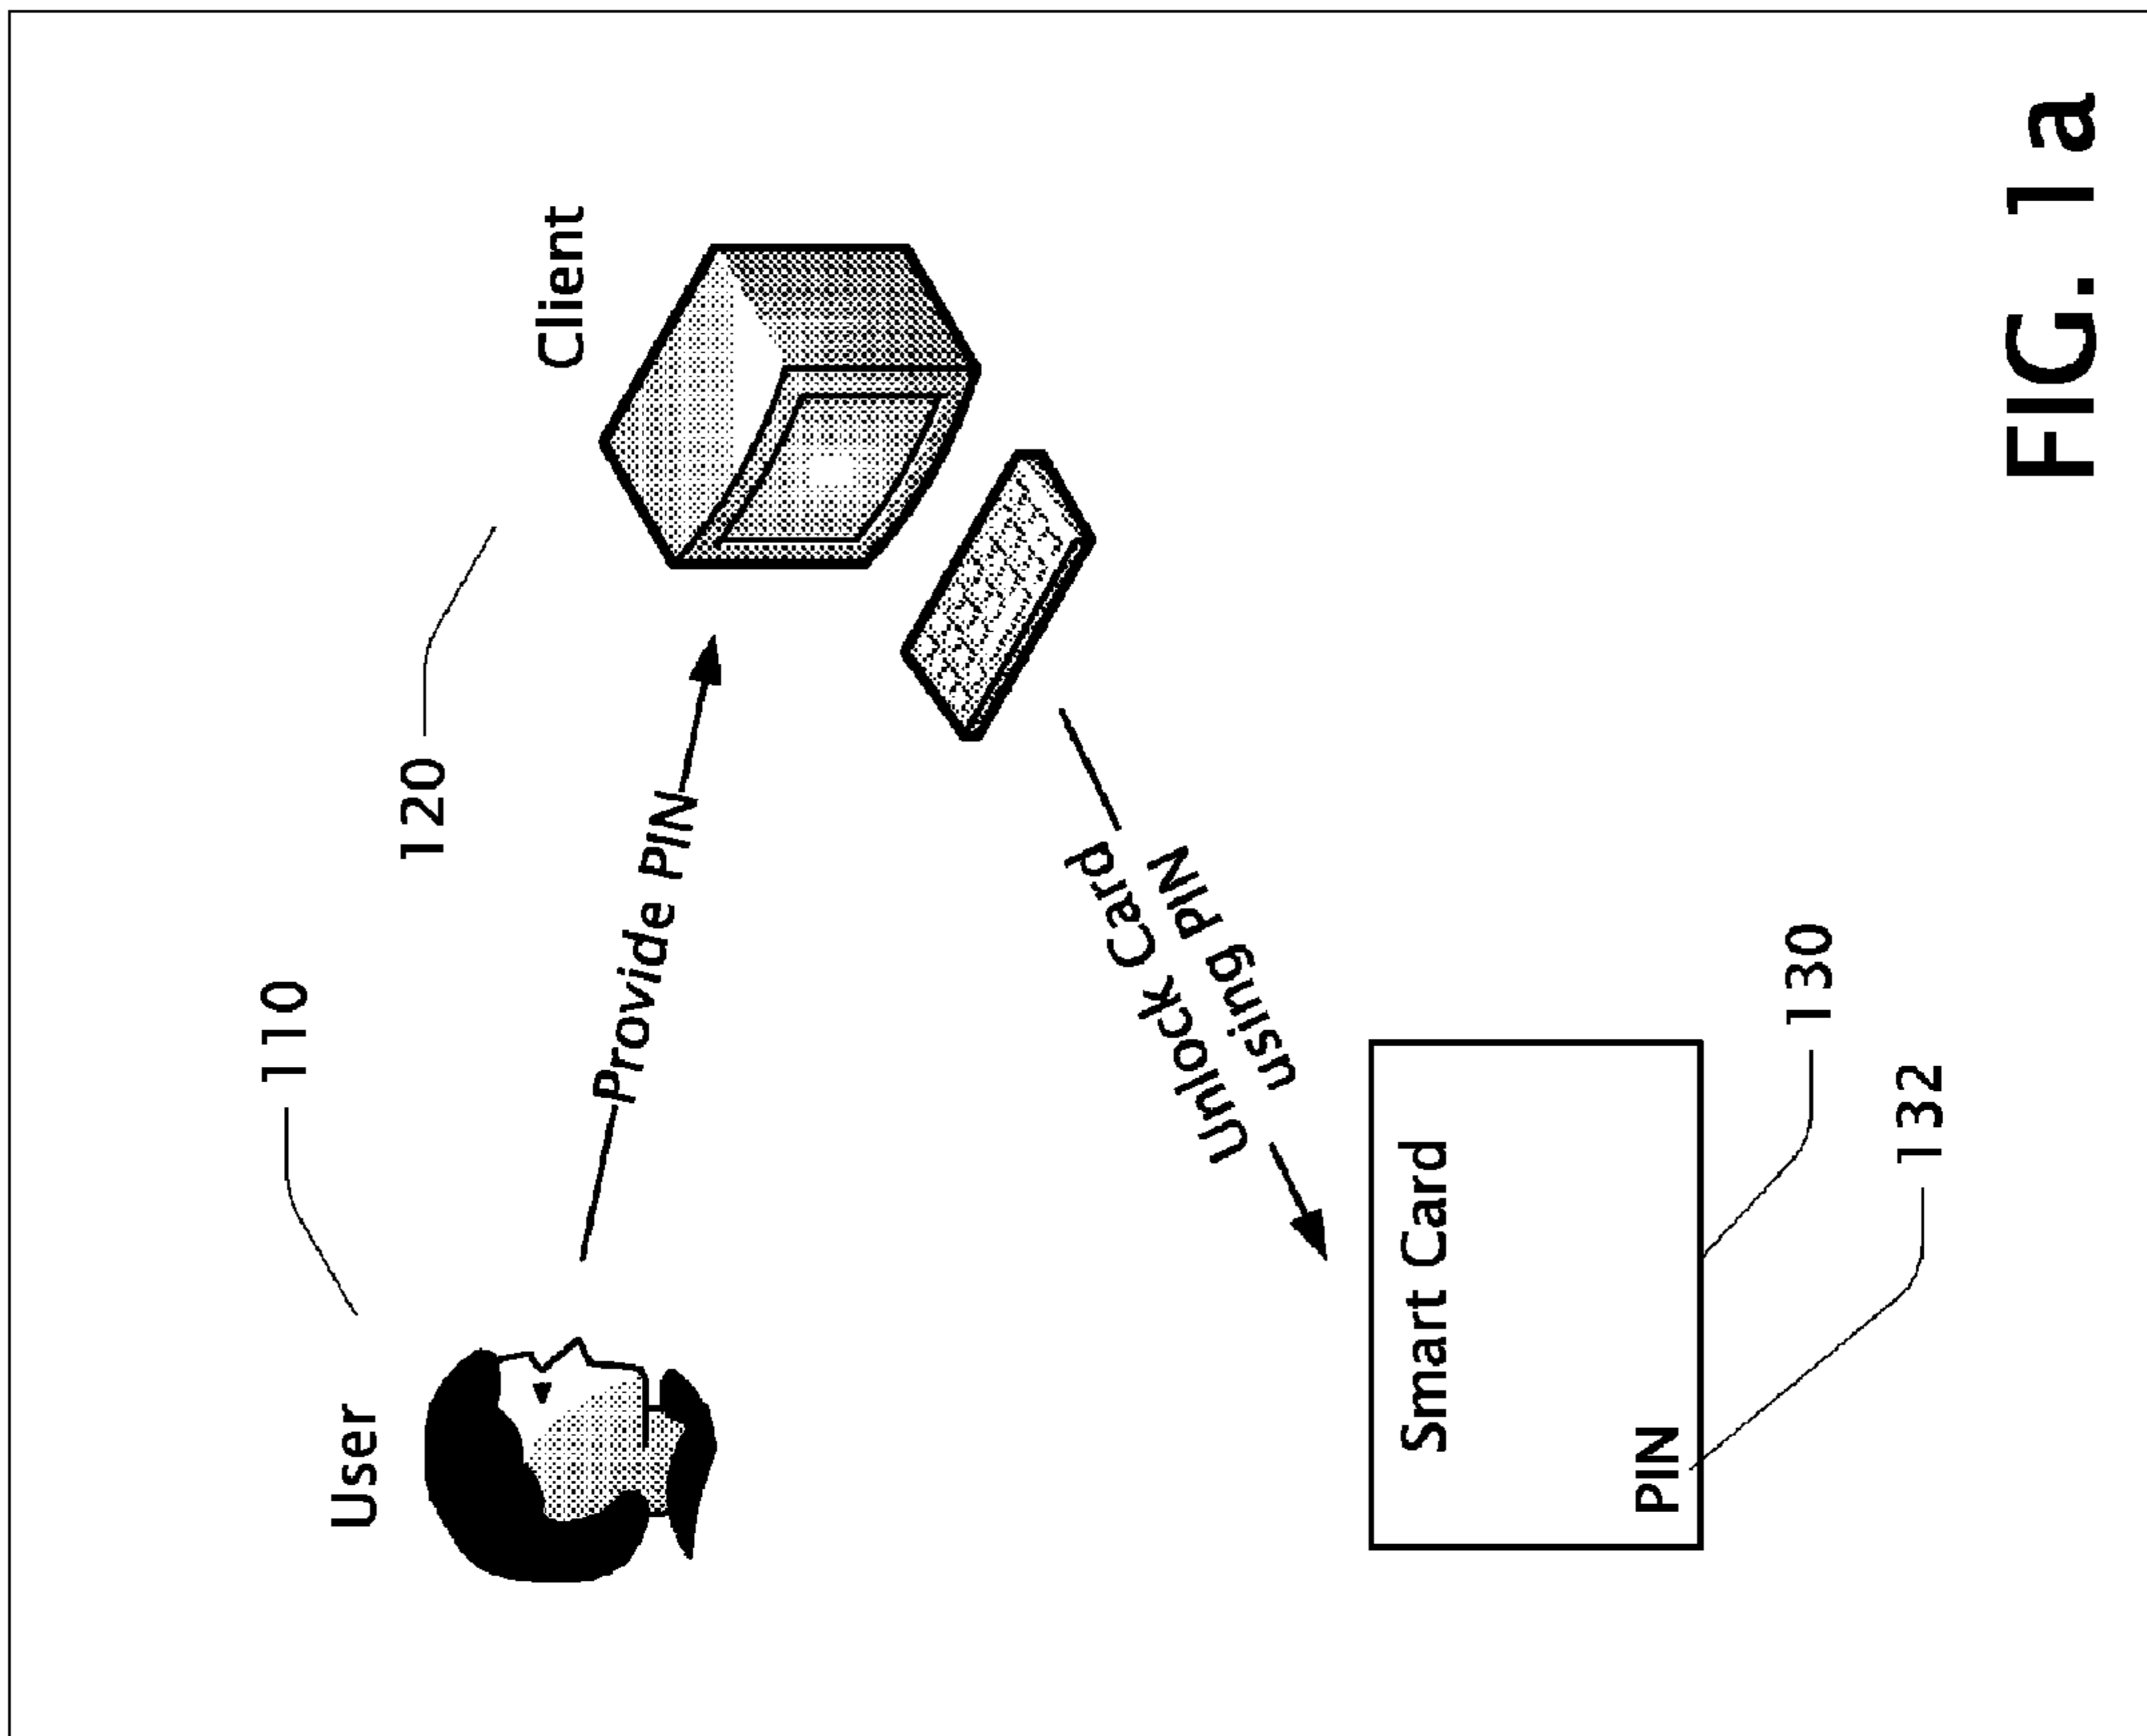 110
User
120
Client
Provide PIN
Unlock Card
using PIN
Smart Card
PIN
130
132
FIG. 1a